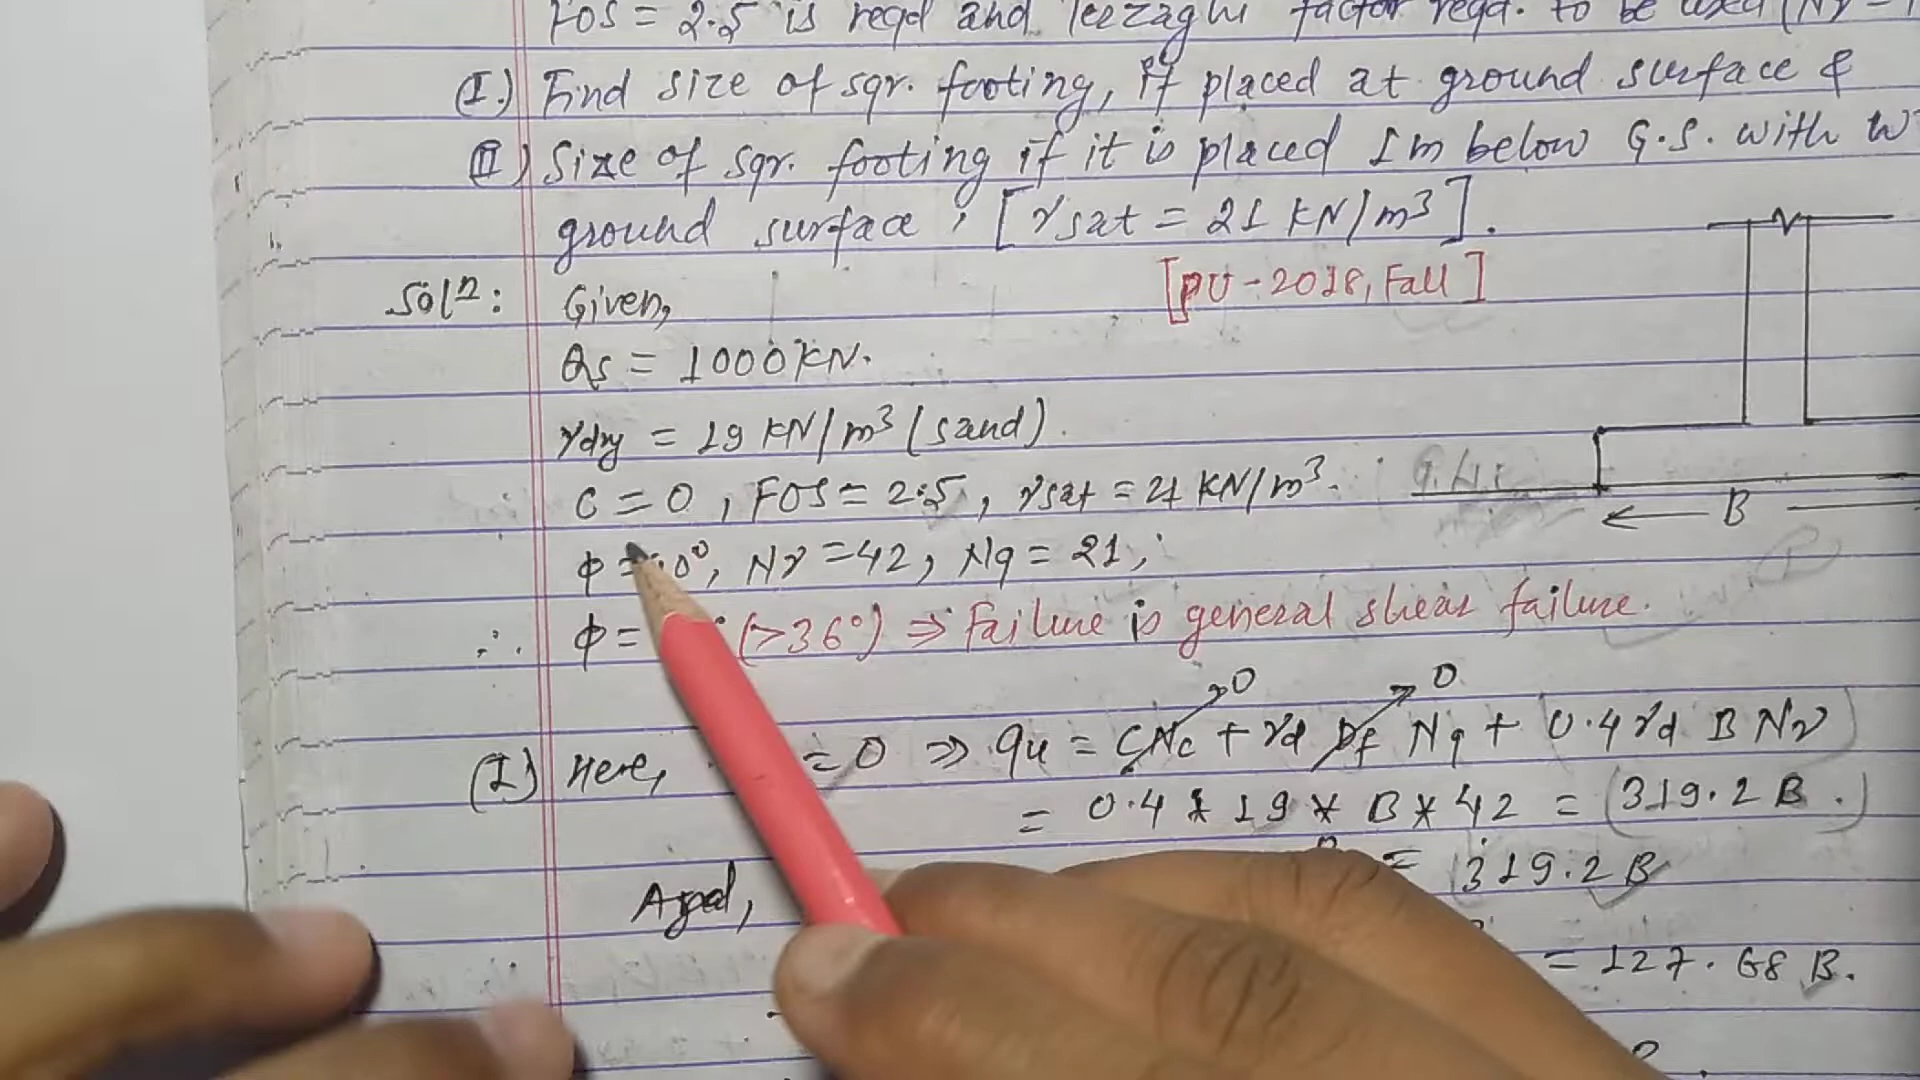 FOS = 2.5 is reqd and Terzaghi factor reqd. to be used (Nγ =
(I.) Find size of sqr. footing, if placed at ground surface &
(II) Size of sqr. footing if it is placed 1m below G.S. with
ground surface, [γsat = 21 KN/m³].
[PU-2018, Fall]
Solⁿ: Given,
Qs = 1000 KN.
γdry = 19 KN/m³ (sand).
C = 0, FOS = 2.5, γsat = 21 KN/m³.
G.W.
B
φ = 0°, Nγ = 42, Nq = 21,
∴ φ = ° (>36°) ⇒ Failure is general shear failure.
0 0
(I) Here, = 0 ⇒ qu = CNc + γd Df Nq + 0.4 γd B Nγ
= 0.4 * 19 * B * 42 = (319.2 B.)
= 319.2 B
And,
= 127.68 B.